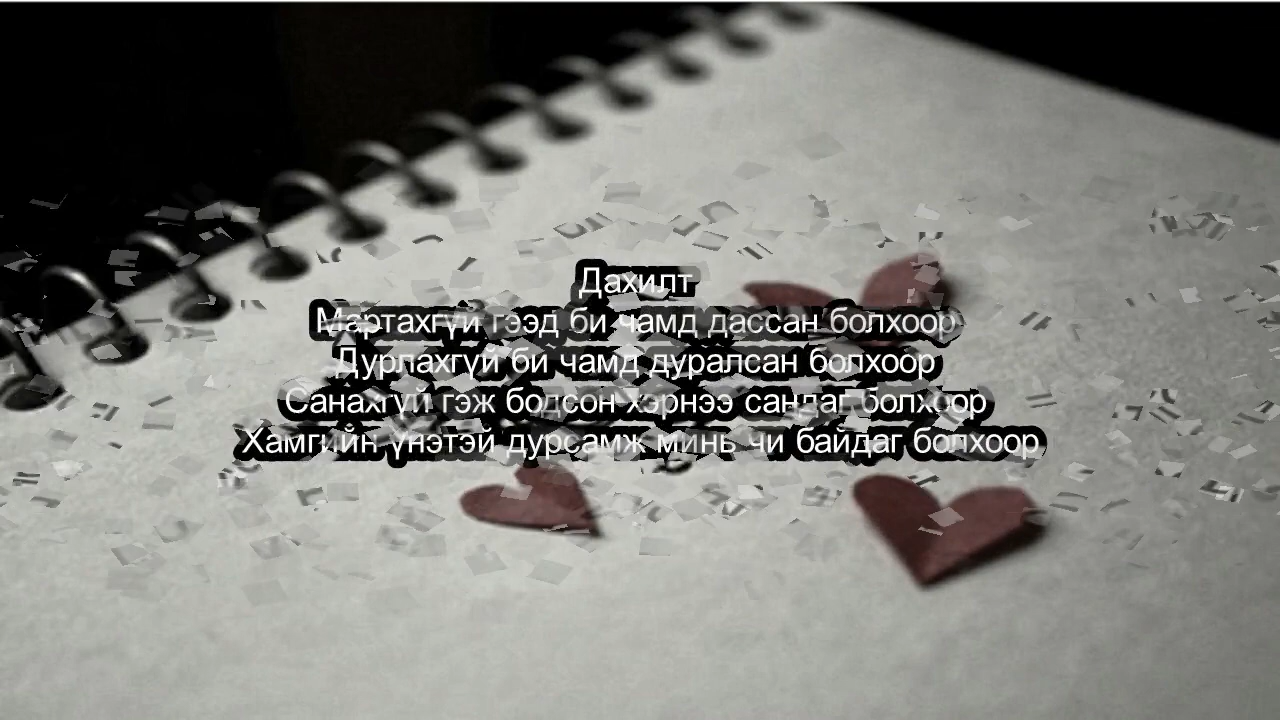 Дахилт
Мартахгүй гээд би чамд дассан болхоор
Дурлахгүй би чамд дуралсан болхоор
Санахгүй гэж бодсон хэрнээ сандаг болхоор
Хамгийн үнэтэй дурсамж минь чи байдаг болхоор